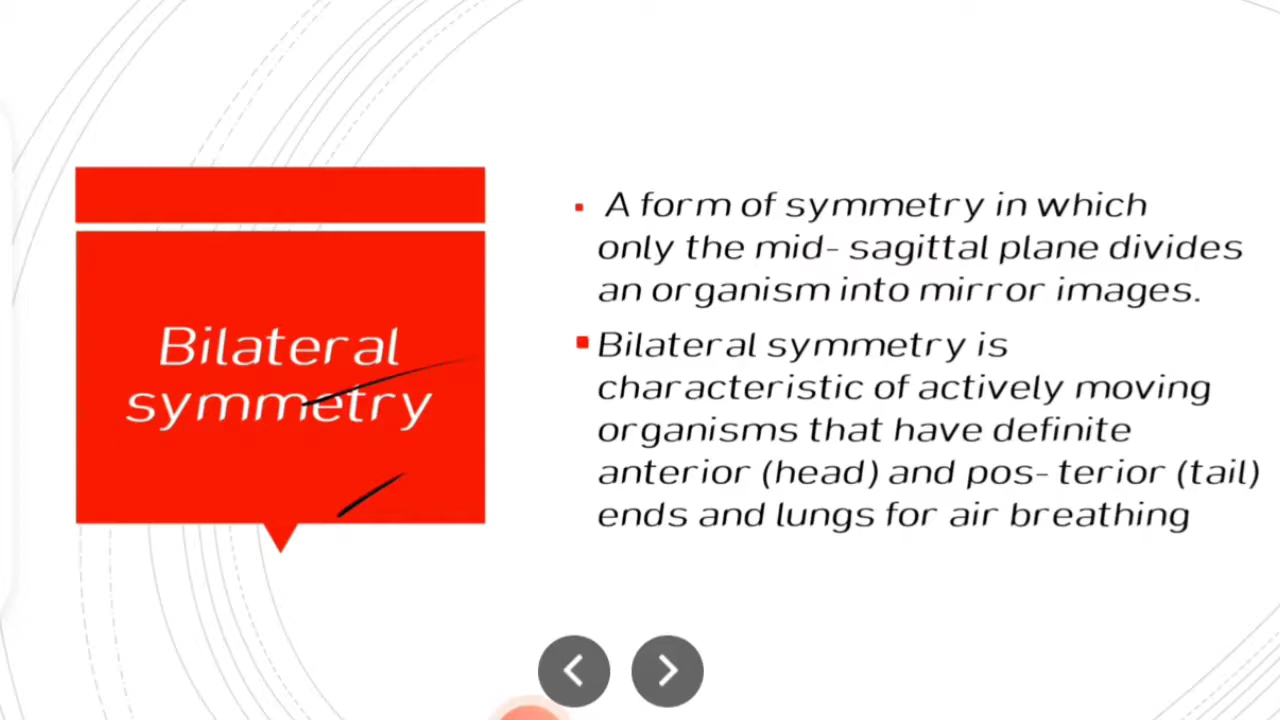 Bilateral
symmetry
A form of symmetry in which
only the mid- sagittal plane divides
an organism into mirror images.
Bilateral symmetry is
characteristic of actively moving
organisms that have definite
anterior (head) and pos- terior (tail)
ends and lungs for air breathing